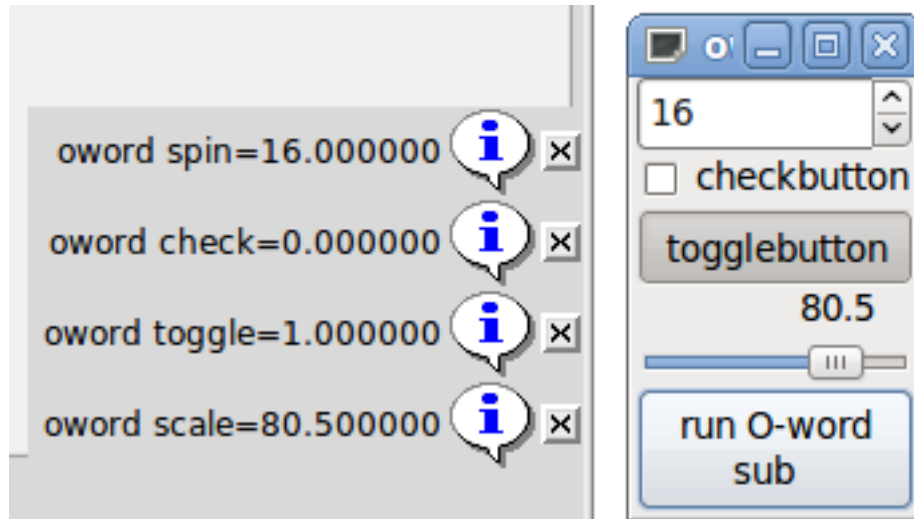 oword spin=16.000000
oword check=0.000000
oword toggle=1.000000
oword scale=80.500000
16
checkbutton
togglebutton
80.5
run O-word
sub